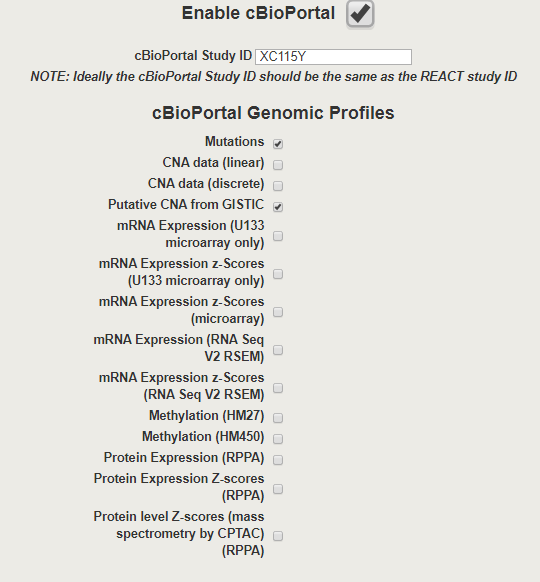 Enable cBioPortal
cBioPortal Study ID XC115Y
NOTE: Ideally the cBioPortal Study ID should be the same as the REACT study ID
cBioPortal Genomic Profiles
Mutations
CNA data (linear)
CNA data (discrete)
Putative CNA from GISTIC
mRNA Expression (U133
microarray only)
mRNA Expression z-Scores
(U133 microarray only)
mRNA Expression z-Scores
(microarray)
mRNA Expression (RNA Seq
V2 RSEM)
mRNA Expression z-Scores
(RNA Seq V2 RSEM)
Methylation (HM27)
Methylation (HM450)
Protein Expression (RPPA)
Protein Expression Z-scores
(RPPA)
Protein level Z-scores (mass
spectrometry by CPTAC)
(RPPA)